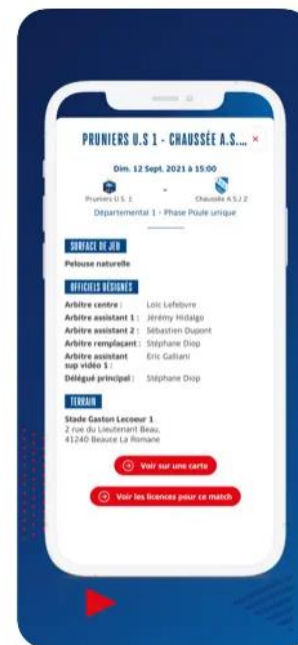 PRUNIERS U.S 1 - CHAUSSÉE A.S.... ×
Dim. 12 Sept. 2021 à 15:00
-
Pruniers U.S. 1
Chaussée A.S.J 2
Départemental 1 - Phase Poule unique
SURFACE DE JEU
Pelouse naturelle
OFFICIELS DÉSIGNÉS
Arbitre centre : Loïc Lefebvre
Arbitre assistant 1 : Jérémy Hidalgo
Arbitre assistant 2 : Sébastien Dupont
Arbitre remplaçant : Stéphane Diop
Arbitre assistant Eric Galliani
sup vidéo 1 :
Délégué principal : Stéphane Diop
TERRAIN
Stade Gaston Lecoeur 1
2 rue du Lieutenant Beau,
41240 Beauce La Romane
Voir sur une carte
Voir les licences pour ce match